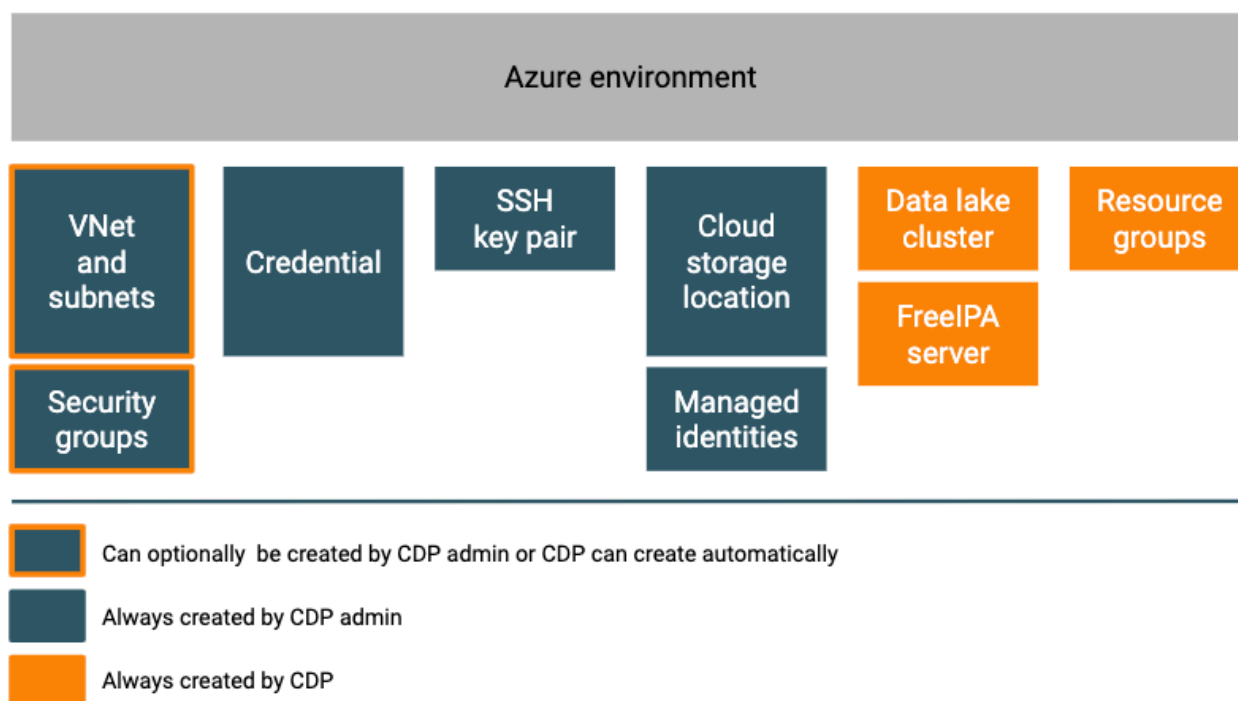 Azure environment
VNet
and
subnets
Security
groups
Credential
SSH
key pair
Cloud
storage
location
Managed
identities
Data lake
cluster
FreeIPA
server
Resource
groups
Can optionally be created by CDP admin or CDP can create automatically
Always created by CDP admin
Always created by CDP